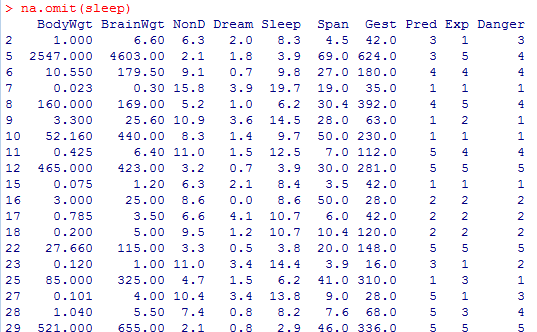 > na.omit(sleep)
BodyWgt BrainWgt NonD Dream Sleep Span Gest Pred Exp Danger
2 1.000 6.60 6.3 2.0 8.3 4.5 42.0 3 1 3
5 2547.000 4603.00 2.1 1.8 3.9 69.0 624.0 3 5 4
6 10.550 179.50 9.1 0.7 9.8 27.0 180.0 4 4 4
7 0.023 0.30 15.8 3.9 19.7 19.0 35.0 1 1 1
8 160.000 169.00 5.2 1.0 6.2 30.4 392.0 4 5 4
9 3.300 25.60 10.9 3.6 14.5 28.0 63.0 1 2 1
10 52.160 440.00 8.3 1.4 9.7 50.0 230.0 1 1 1
11 0.425 6.40 11.0 1.5 12.5 7.0 112.0 5 4 4
12 465.000 423.00 3.2 0.7 3.9 30.0 281.0 5 5 5
15 0.075 1.20 6.3 2.1 8.4 3.5 42.0 1 1 1
16 3.000 25.00 8.6 0.0 8.6 50.0 28.0 2 2 2
17 0.785 3.50 6.6 4.1 10.7 6.0 42.0 2 2 2
18 0.200 5.00 9.5 1.2 10.7 10.4 120.0 2 2 2
22 27.660 115.00 3.3 0.5 3.8 20.0 148.0 5 5 5
23 0.120 1.00 11.0 3.4 14.4 3.9 16.0 3 1 2
25 85.000 325.00 4.7 1.5 6.2 41.0 310.0 1 3 1
27 0.101 4.00 10.4 3.4 13.8 9.0 28.0 5 1 3
28 1.040 5.50 7.4 0.8 8.2 7.6 68.0 5 3 4
29 521.000 655.00 2.1 0.8 2.9 46.0 336.0 5 5 5